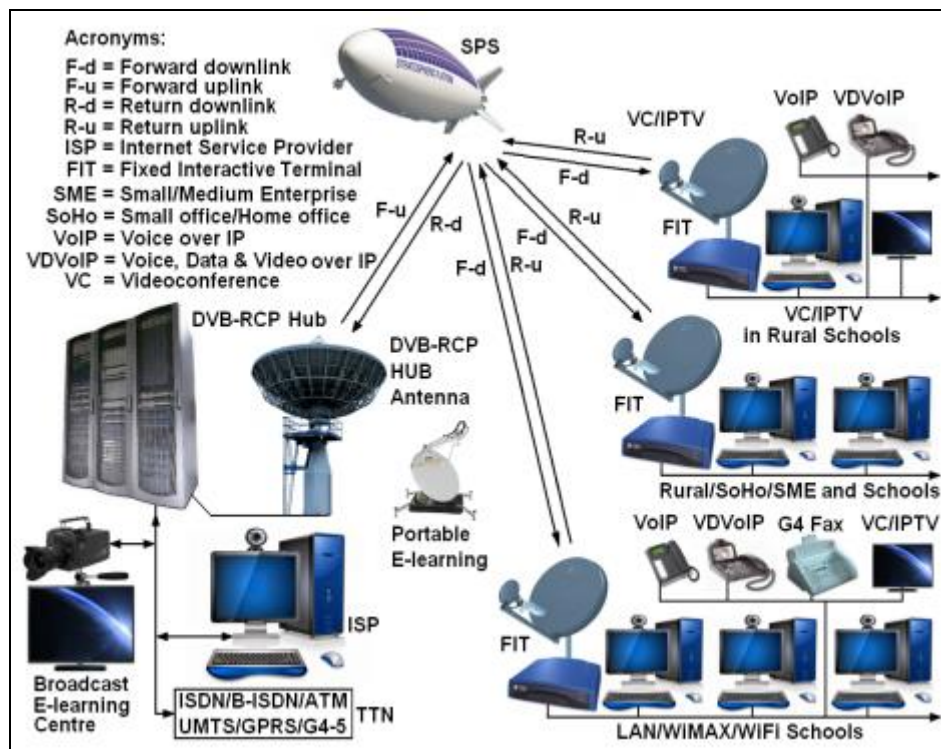 Acronyms:
F-d = Forward downlink
F-u = Forward uplink
R-d = Return downlink
R-u = Return uplink
ISP = Internet Service Provider
FIT = Fixed Interactive Terminal
SME = Small/Medium Enterprise
SoHo = Small office/Home office
VoIP = Voice over IP
VDVoIP = Voice, Data & Video over IP
VC = Videoconference
SPS
VC/IPTV
VoIP
VDVoIP
R-u
F-d
F-u
R-d
F-d
R-u
F-d
R-u
FIT
VC/IPTV
in Rural Schools
DVB-RCP Hub
DVB-RCP
HUB
Antenna
FIT
Rural/SoHo/SME and Schools
Portable
E-learning
VoIP
VDVoIP
G4 Fax
VC/IPTV
FIT
ISP
Broadcast
E-learning
Centre
ISDN/B-ISDN/ATM
UMTS/GPRS/G4-5
TTN
LAN/WIMAX/WIFI Schools